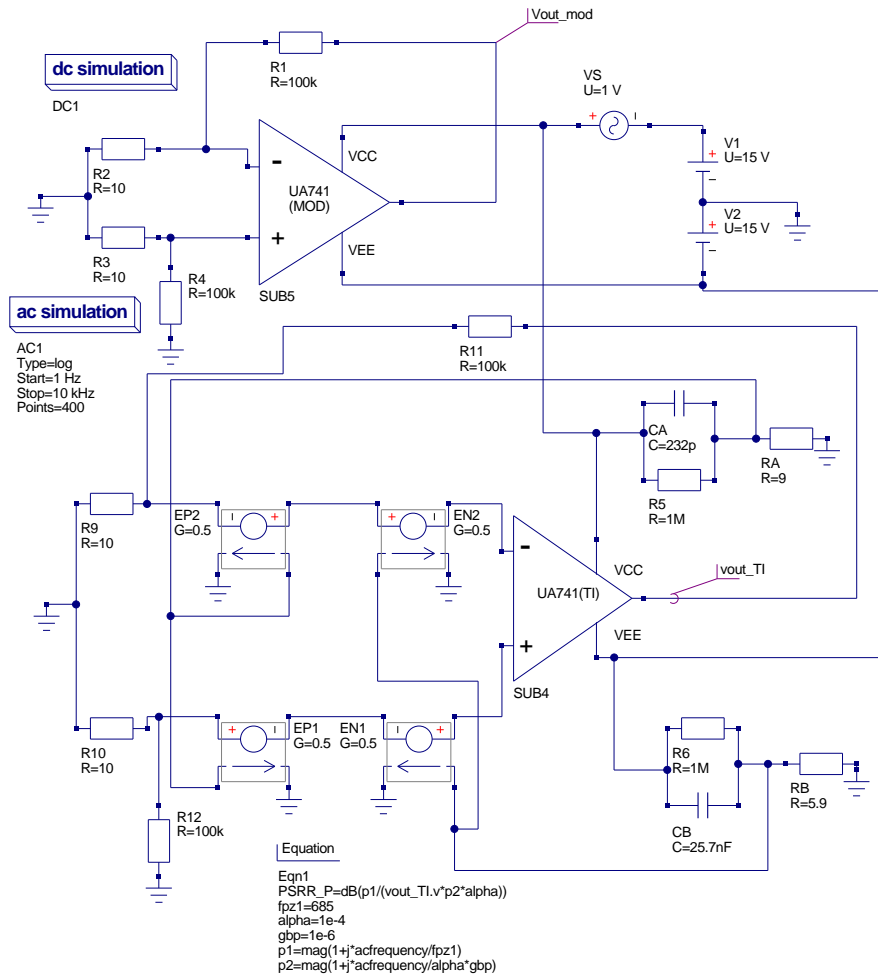 Vout_mod
dc simulation
DC1
R1
R=100k
VS
U=1 V
+
I
V1
U=15 V
+
–
V2
U=15 V
+
–
R2
R=10
R3
R=10
R4
R=100k
-
+
VCC
UA741
(MOD)
VEE
SUB5
ac simulation
AC1
Type=log
Start=1 Hz
Stop=10 kHz
Points=400
R11
R=100k
CA
C=232p
R5
R=1M
RA
R=9
R9
R=10
EP2
G=0.5
I
+
+
I
EN2
G=0.5
-
+
VCC
UA741(TI)
VEE
SUB4
vout_TI
R10
R=10
+
I
EP1
G=0.5
EN1
G=0.5
+
I
R12
R=100k
R6
R=1M
CB
C=25.7nF
RB
R=5.9
Equation
Eqn1
PSRR_P=dB(p1/(vout_TI.v*p2*alpha))
fpz1=685
alpha=1e-4
gbp=1e-6
p1=mag(1+j*acfrequency/fpz1)
p2=mag(1+j*acfrequency/alpha*gbp)